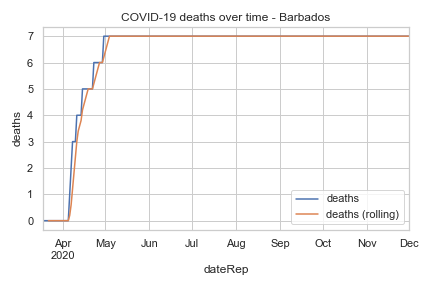 COVID-19 deaths over time - Barbados
deaths
7
6
5
4
3
2
1
0
deaths
deaths (rolling)
Apr May Jun Jul Aug Sep Oct Nov Dec
2020
dateRep